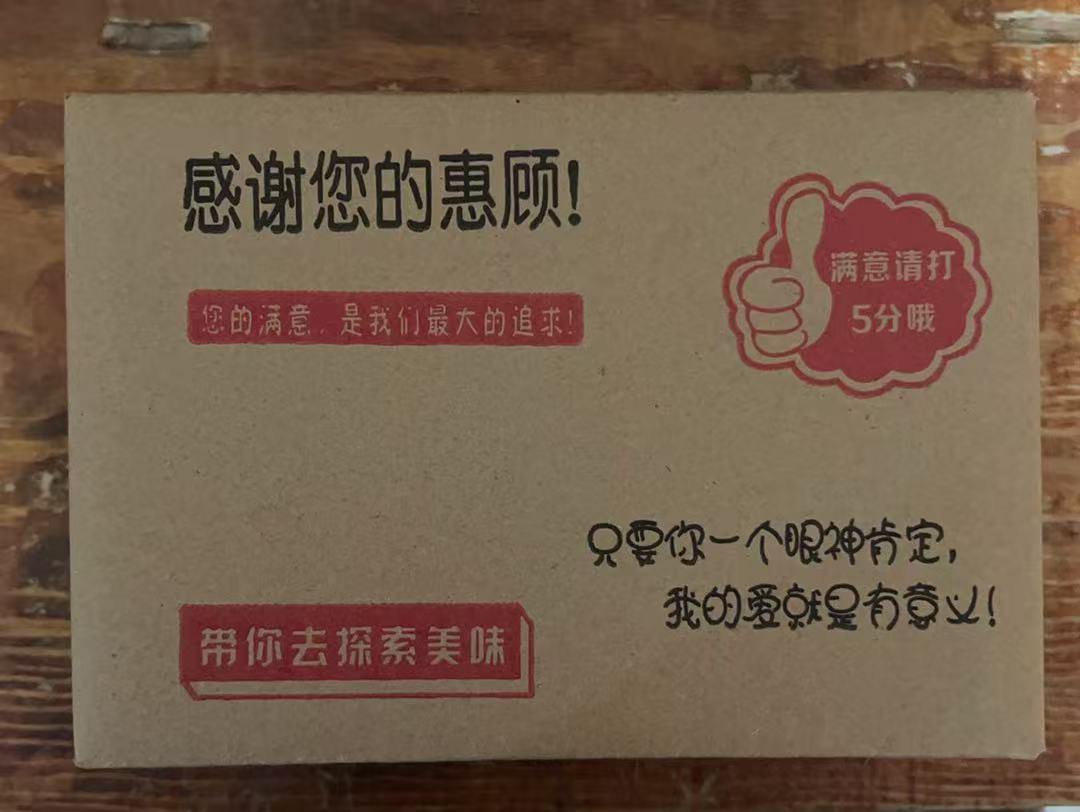 感谢您的惠顾!
您的满意,是我们最大的追求!
满意请打
5分哦
只要你一个眼神肯定,
我的爱就是有意义!
带你去探索美味